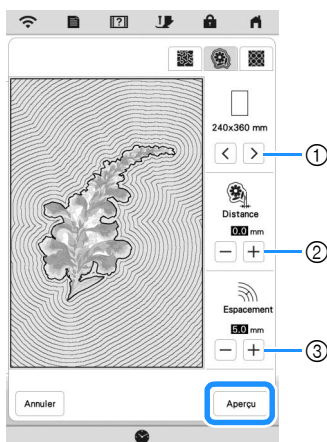 240x360 mm
①
Distance
0.0 mm
②
Espacement
5.0 mm
③
Annuler
Aperçu